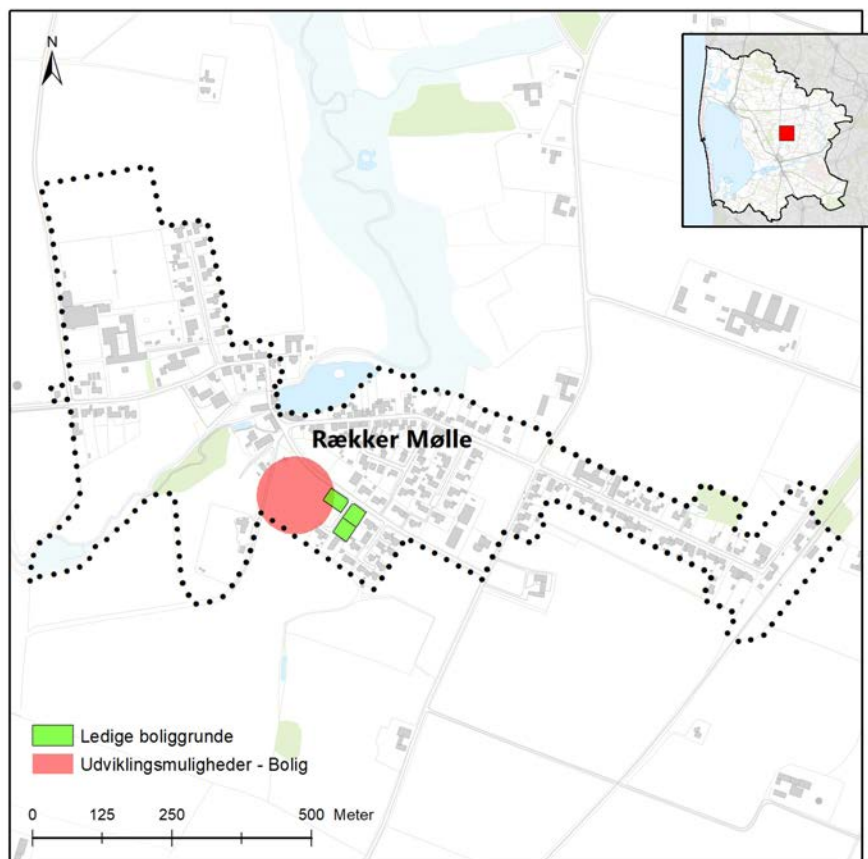 N
Rækker Mølle
Ledige boliggrunde
Udviklingsmuligheder - Bolig
0 125 250 500 Meter